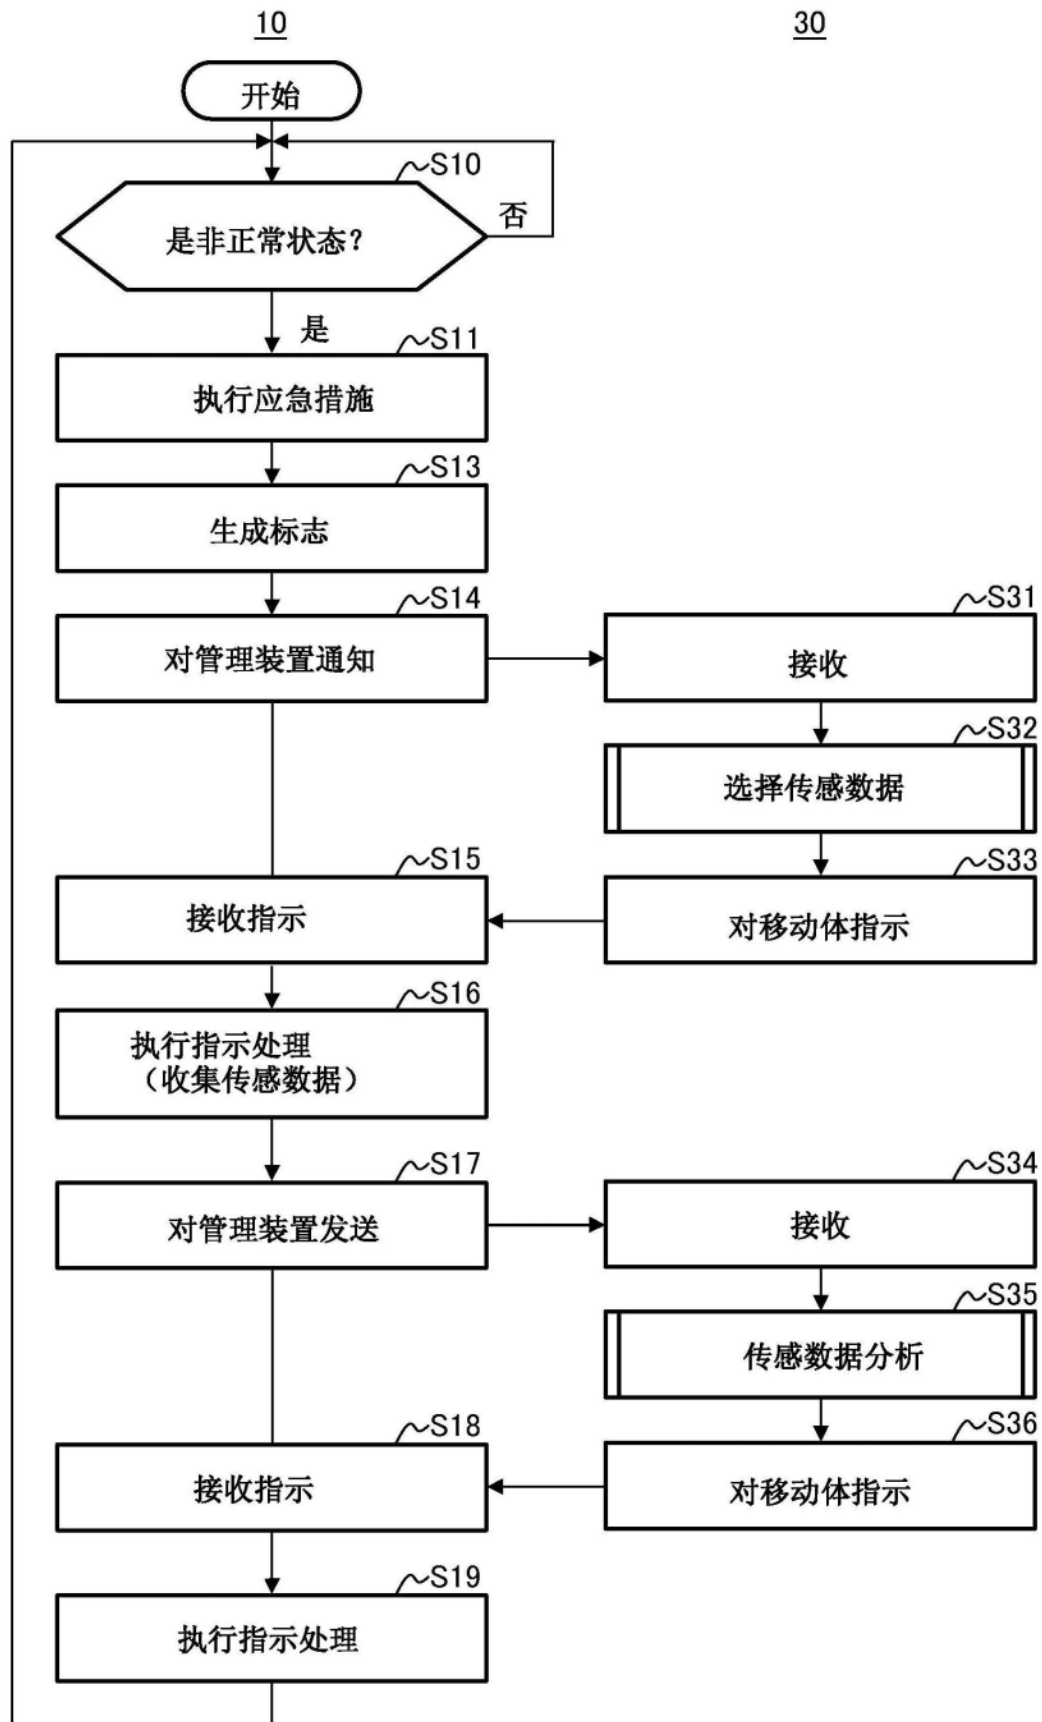 10
30
开始
S10
是非正常状态?
否
是
S11
执行应急措施
S13
生成标志
S14
对管理装置通知
S31
接收
S32
选择传感数据
S15
接收指示
S33
对移动体指示
S16
执行指示处理
（收集传感数据）
S17
对管理装置发送
S34
接收
S35
传感数据分析
S18
接收指示
S36
对移动体指示
S19
执行指示处理